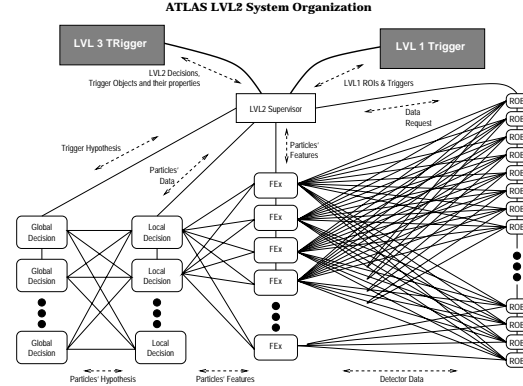 ATLAS LVL2 System Organization
LVL 3 TRigger
LVL 1 Trigger
LVL2 Decisions,
Trigger Objects and their properties
LVL1 ROIs & Triggers
LVL2 Supervisor
Data
Request
Trigger Hypothesis
Particles'
Data
Particles'
Features
ROB
ROB
ROB
ROB
ROB
ROB
ROB
ROB
ROB
ROB
ROB
ROB
FEx
FEx
FEx
FEx
FEx
Global
Decision
Local
Decision
Global
Decision
Local
Decision
Global
Decision
Local
Decision
Particles' Hypothesis
Particles' Features
Detector Data